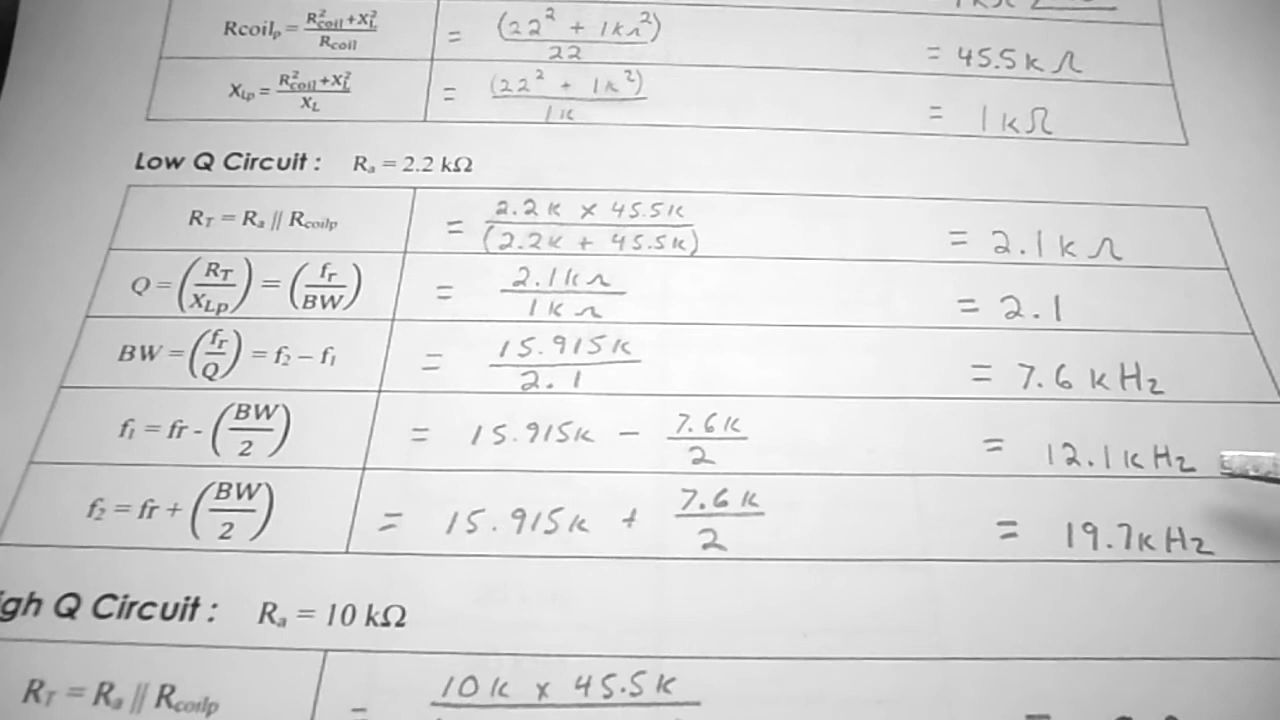 Rcoilₚ = (R²coil + X²L) / Rcoil = (22² + 1kΩ²) / 22 = 45.5kΩ
XLp = (R²coil + X²L) / XL = (22² + 1k²) / 1k = 1kΩ
Low Q Circuit : Rₐ = 2.2 kΩ
RT = Rₐ || Rcoilp = 2.2k × 45.5k / (2.2k + 45.5k) = 2.1kΩ
Q = (RT / XLp) = (fr / BW) = 2.1kΩ / 1kΩ = 2.1
BW = (fr / Q) = f₂ – f₁ = 15.915k / 2.1 = 7.6kHz
f₁ = fr - (BW / 2) = 15.915k – 7.6k / 2 = 12.1kHz
f₂ = fr + (BW / 2) = 15.915k + 7.6k / 2 = 19.7kHz
igh Q Circuit : Rₐ = 10 kΩ
RT = Rₐ || Rcoilp = 10k × 45.5k